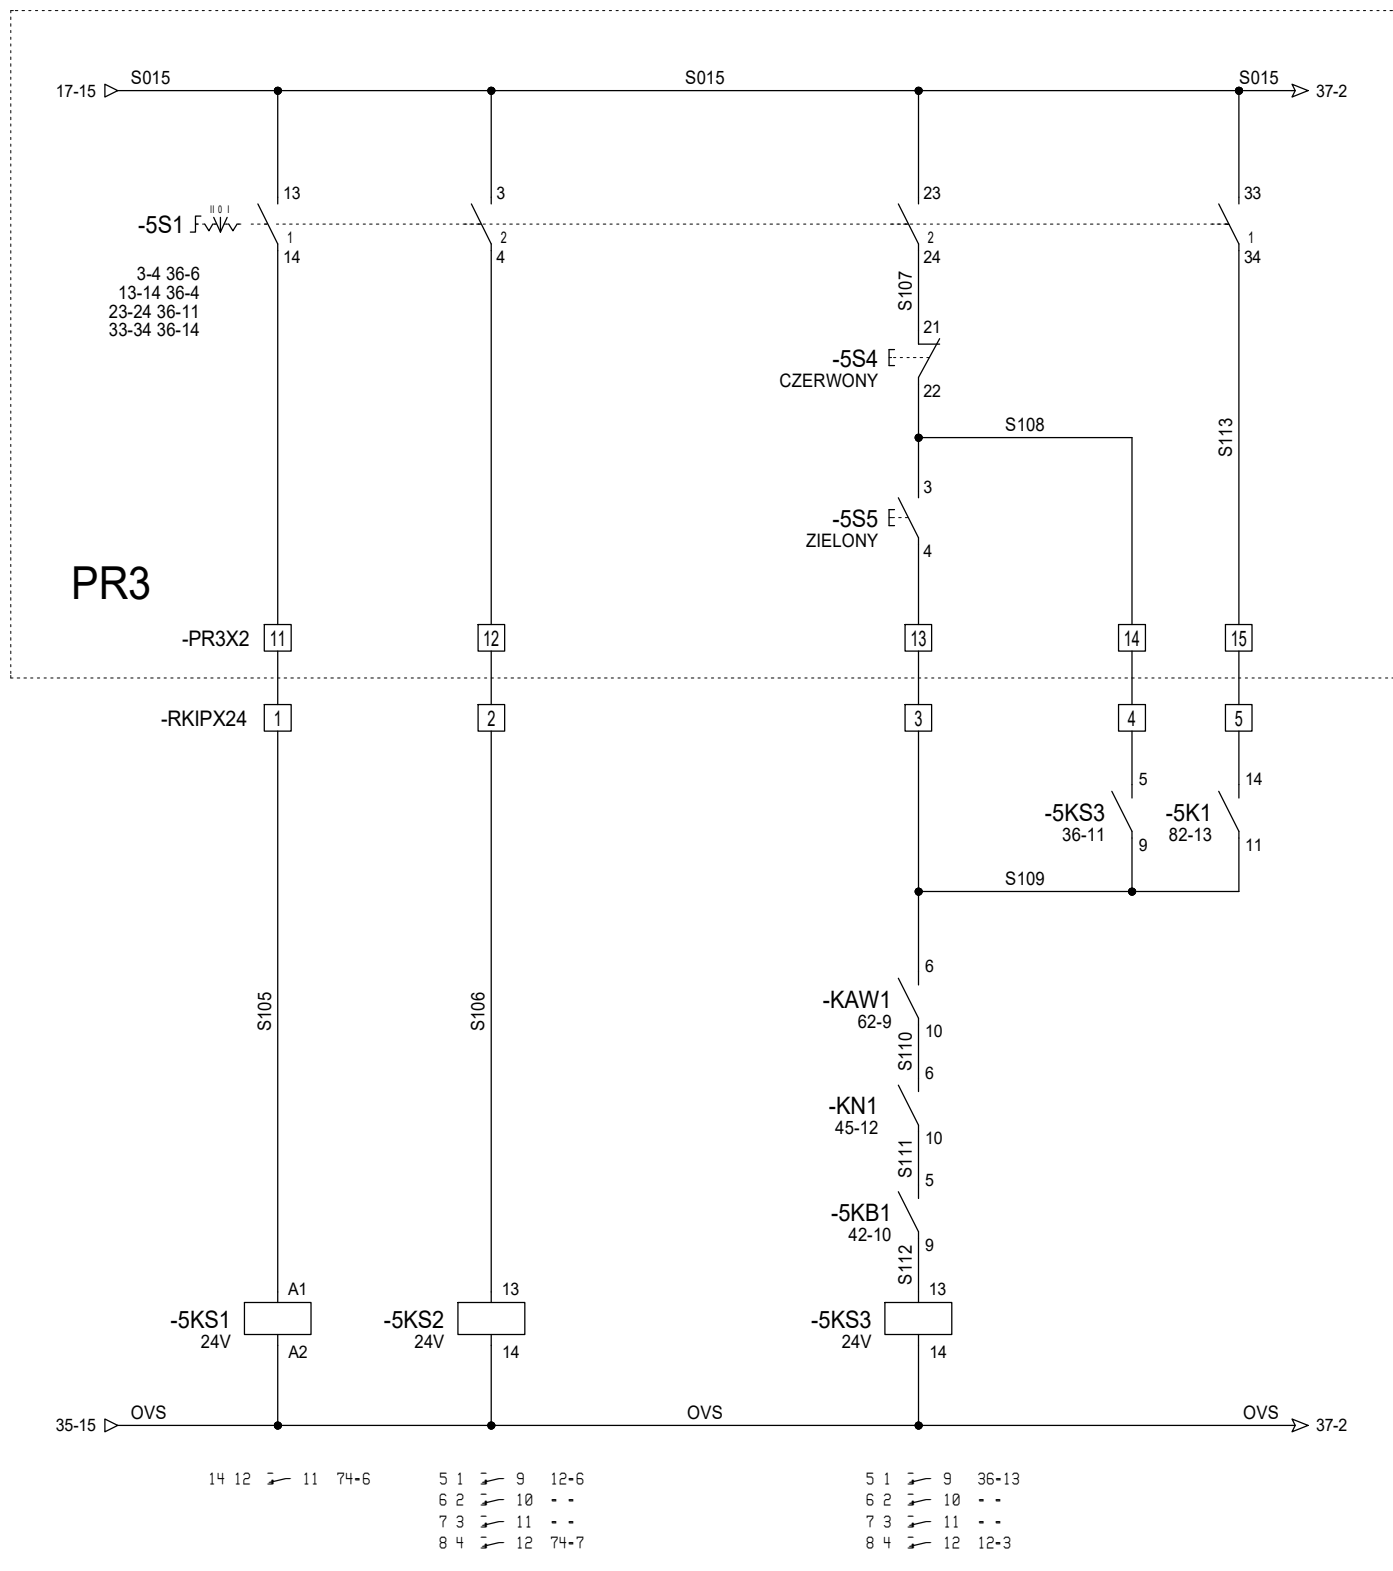 S015 S015 S015
17-15 37-2
13 3 23 33
II 0 I
-5S1
1 2 2 1
14 4 24 34
3-4 36-6
13-14 36-4
23-24 36-11
33-34 36-14
S107
21
-5S4
CZERWONY
22
S108
S113
3
-5S5
ZIELONY
4
PR3
-PR3X2 11 12 13 14 15
-RKIPX24 1 2 3 4 5
5 14
-5KS3 -5K1
36-11 82-13
9 11
S109
6
-KAW1
62-9
10
S105 S106 S110
6
-KN1
45-12
10
S111
5
-5KB1
42-10
9
S112
A1 13 13
-5KS1 -5KS2 -5KS3
24V 24V 24V
A2 14 14
OVS OVS OVS
35-15 37-2
14 12 11 74-6 5 1 9 12-6 5 1 9 36-13
6 2 10 - - 6 2 10 - -
7 3 11 - - 7 3 11 - -
8 4 12 74-7 8 4 12 12-3